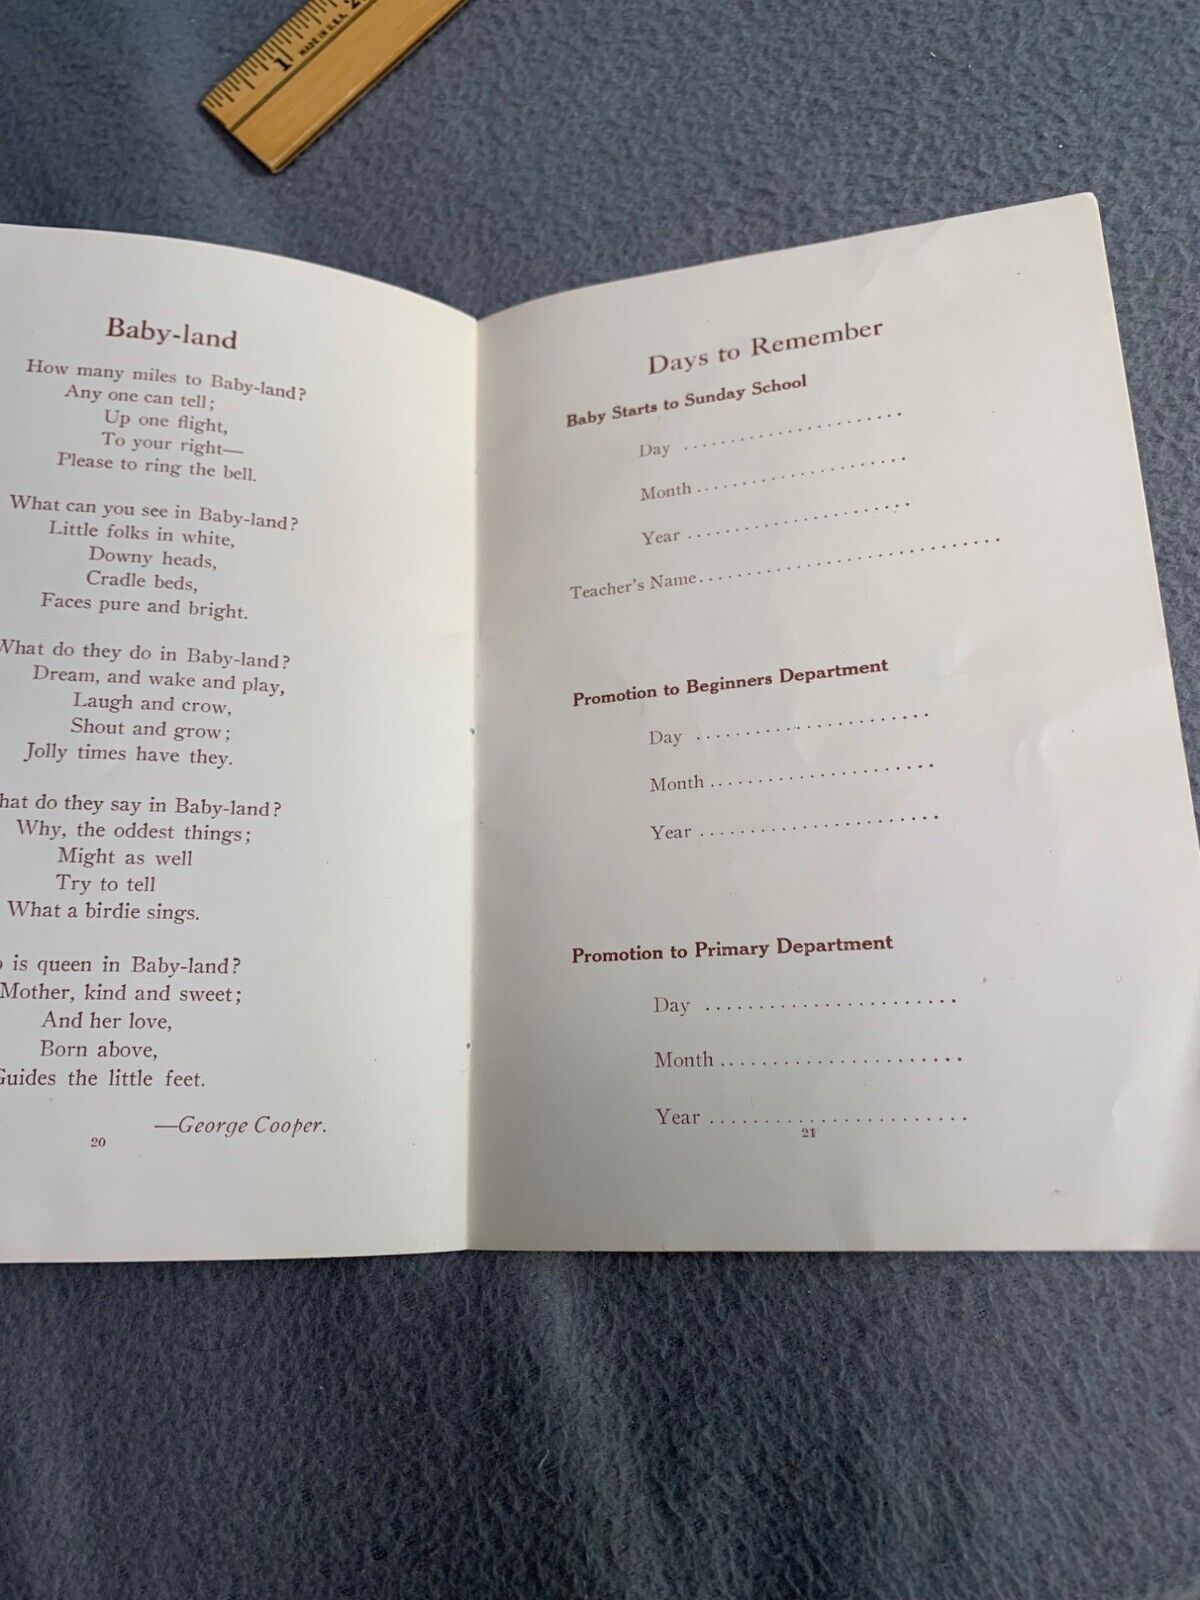 1 MADE IN U.S.A. 2
Baby-land
How many miles to Baby-land?
Any one can tell;
Up one flight,
To your right—
Please to ring the bell.
What can you see in Baby-land?
Little folks in white,
Downy heads,
Cradle beds,
Faces pure and bright.
What do they do in Baby-land?
Dream, and wake and play,
Laugh and crow,
Shout and grow;
Jolly times have they.
hat do they say in Baby-land?
Why, the oddest things;
Might as well
Try to tell
What a birdie sings.
o is queen in Baby-land?
Mother, kind and sweet;
And her love,
Born above,
Guides the little feet.
—George Cooper.
20
Days to Remember
Baby Starts to Sunday School
Day ........................
Month ........................
Year ........................
Teacher's Name................................
Promotion to Beginners Department
Day ........................
Month ........................
Year ........................
Promotion to Primary Department
Day ........................
Month ........................
Year ........................
21